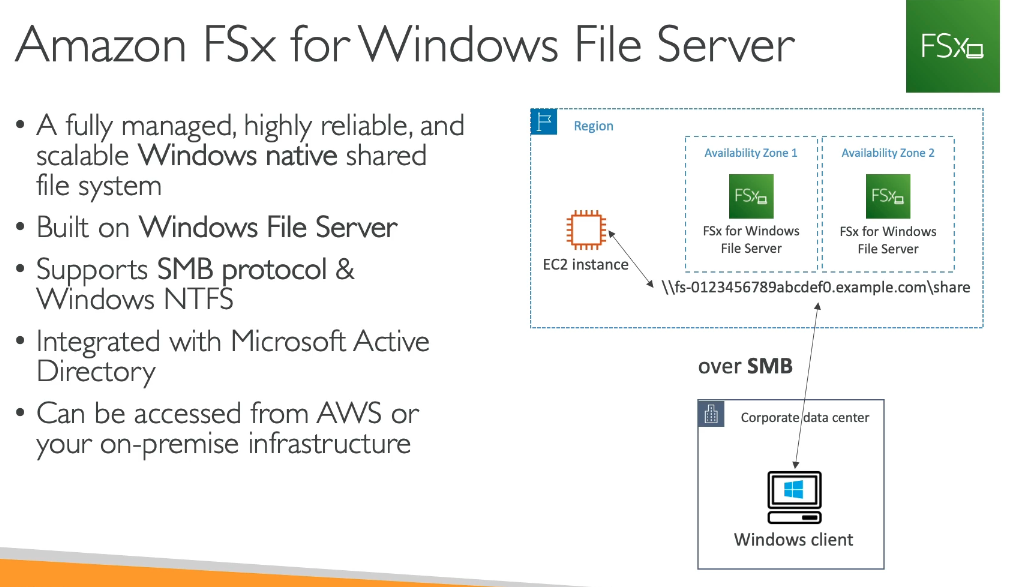 Amazon FSx for Windows File Server
FSx
• A fully managed, highly reliable, and
scalable Windows native shared
file system
• Built on Windows File Server
• Supports SMB protocol &
Windows NTFS
• Integrated with Microsoft Active
Directory
• Can be accessed from AWS or
your on-premise infrastructure
Region
Availability Zone 1
FSx
FSx for Windows
File Server
Availability Zone 2
FSx
FSx for Windows
File Server
EC2 instance
\\fs-0123456789abcdef0.example.com\share
over SMB
Corporate data center
Windows client